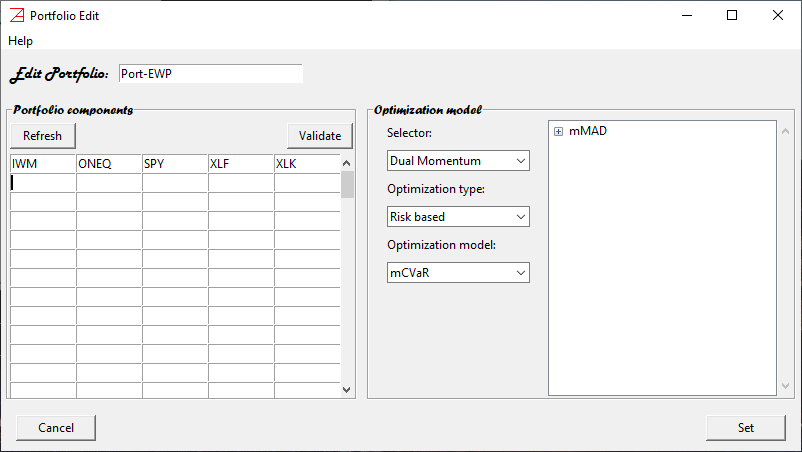 Portfolio Edit
Help
Edit Portfolio: Port-EWP
Portfolio components
Refresh Validate
IWM ONEQ SPY XLF XLK
Optimization model
Selector:
Dual Momentum
Optimization type:
Risk based
Optimization model:
mCVaR
mMAD
Cancel Set